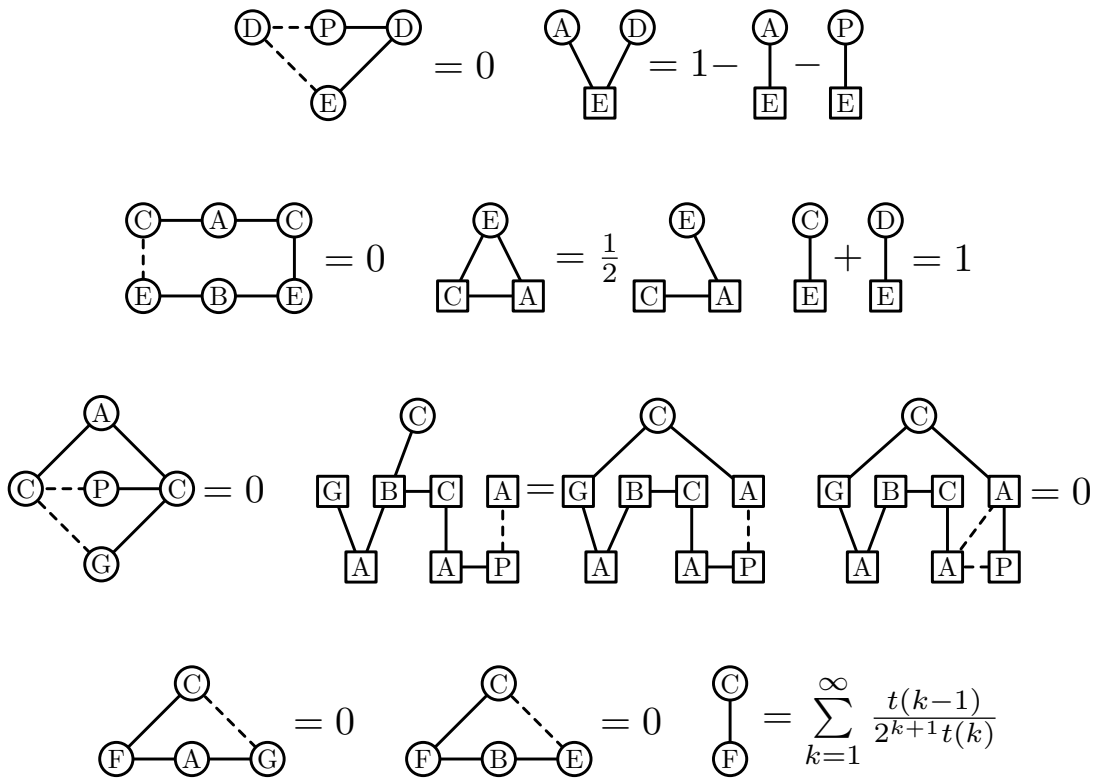 D P D E = 0 A D E = 1 − A E − P E
C A C E B E = 0 E C A = 1/2 E C A C E + D E = 1
A C P C G = 0 C G B C A A A P = C G B C A A A P C G B C A A A P = 0
C F A G = 0 C F B E = 0 C F = ∑_{k=1}^{∞} t(k−1)/2^{k+1}t(k)